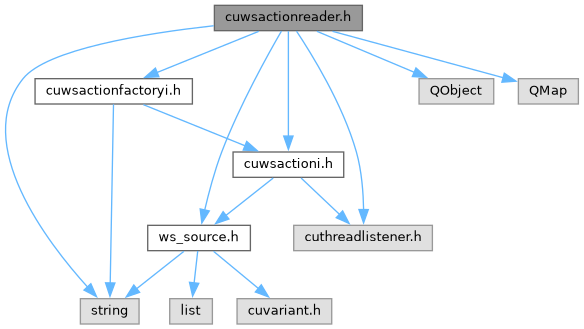 cuwsactionreader.h
cuwsactionfactoryi.h
QObject
QMap
cuwsactioni.h
ws_source.h
cuthreadlistener.h
string
list
cuvariant.h